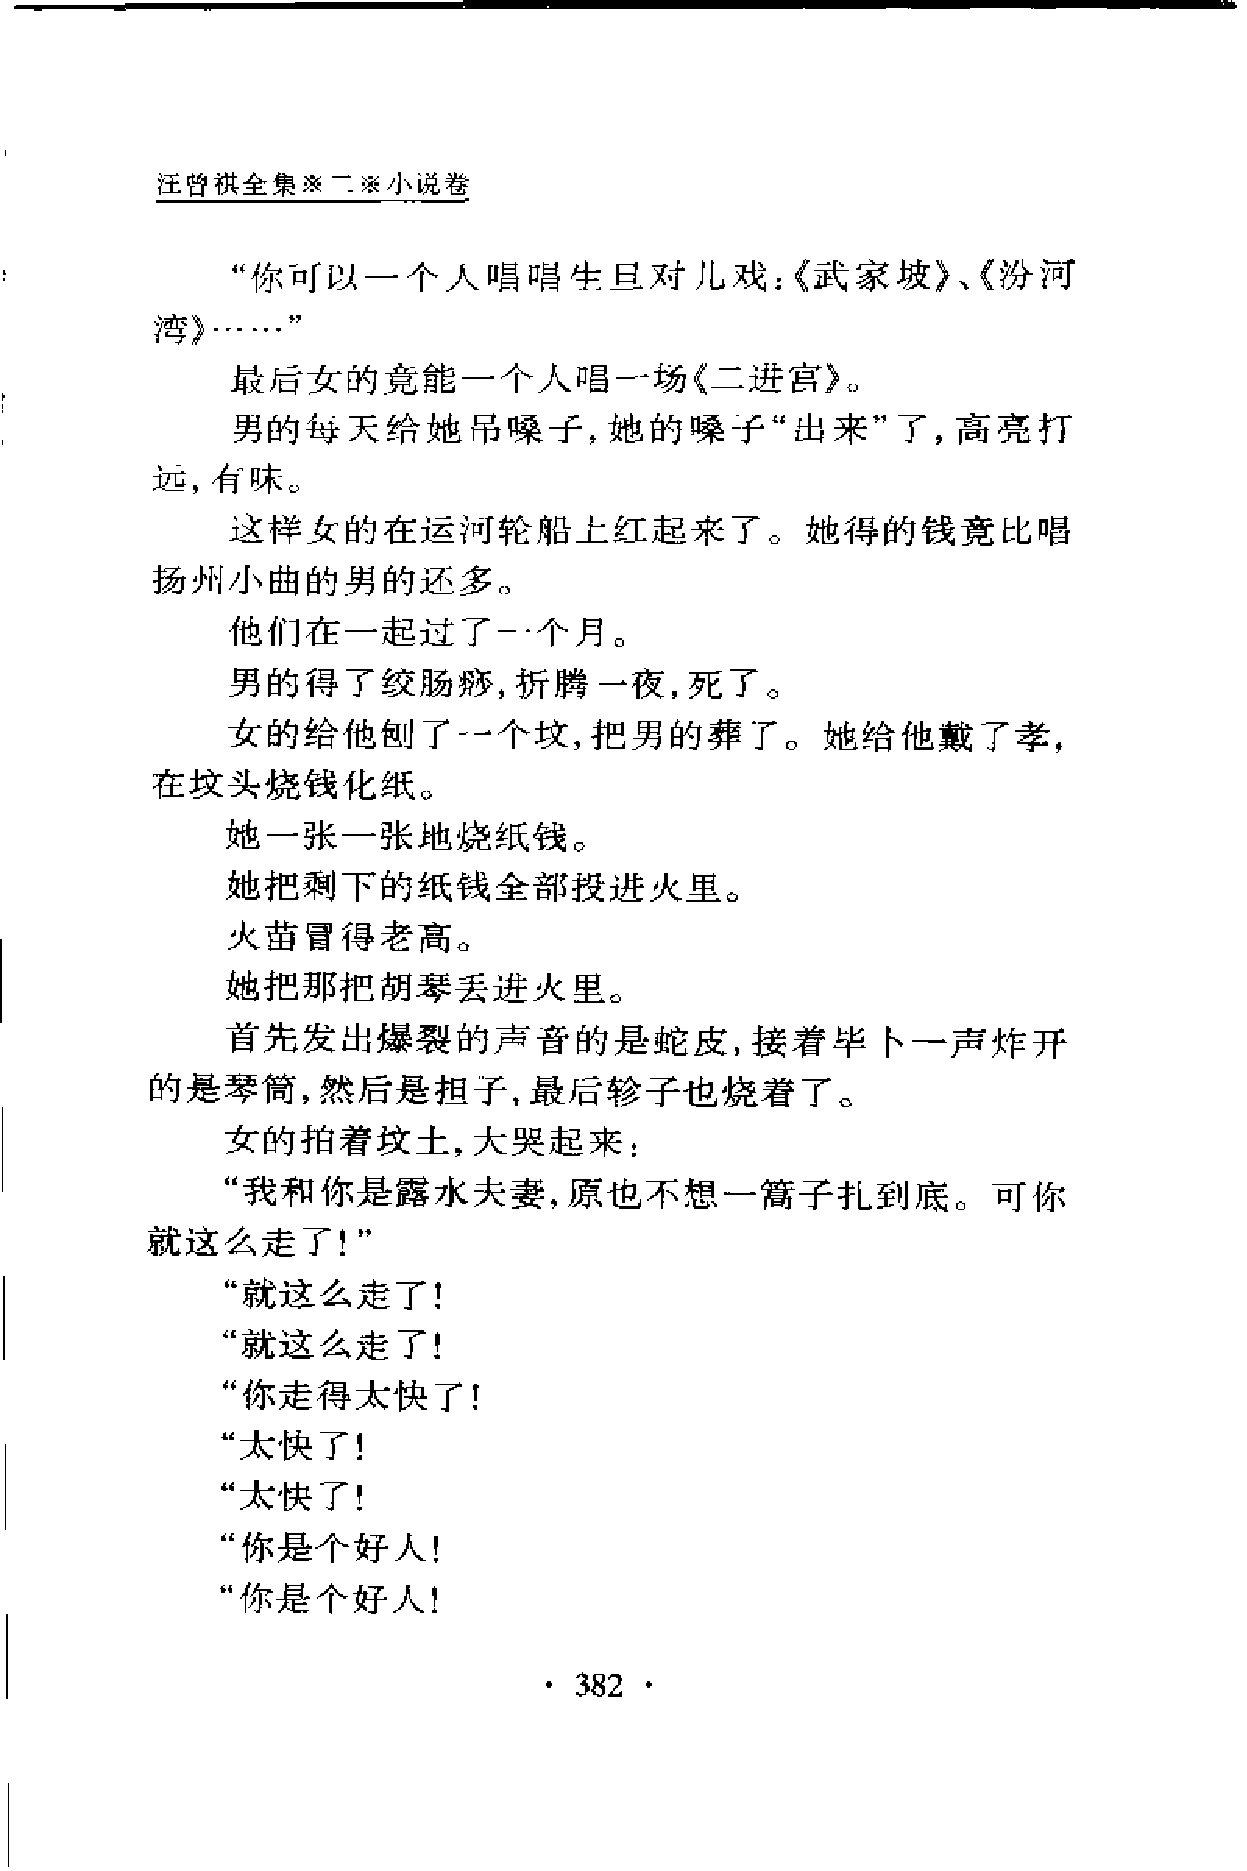 汪曾祺全集※二※小说卷
“你可以一个人唱唱生旦对儿戏:《武家坡》、《汾河
湾》……”
最后女的竟能一个人唱一场《二进宫》。
男的每天给她吊嗓子,她的嗓子“出来”了,高亮打
远,有味。
这样女的在运河轮船上红起来了。她得的钱竟比唱
扬州小曲的男的还多。
他们在一起过了一个月。
男的得了绞肠痧,折腾一夜,死了。
女的给他刨了一个坟,把男的葬了。她给他戴了孝,
在坟头烧钱化纸。
她一张一张地烧纸钱。
她把剩下的纸钱全部投进火里。
火苗冒得老高。
她把那把胡琴丢进火里。
首先发出爆裂的声音的是蛇皮,接着毕卜一声炸开
的是琴筒,然后是担子,最后轸子也烧着了。
女的拍着坟土,大哭起来:
“我和你是露水夫妻,原也不想一篙子扎到底。可你
就这么走了!”
“就这么走了!
“就这么走了!
“你走得太快了!
“太快了!
“太快了!
“你是个好人!
“你是个好人!
· 382 ·